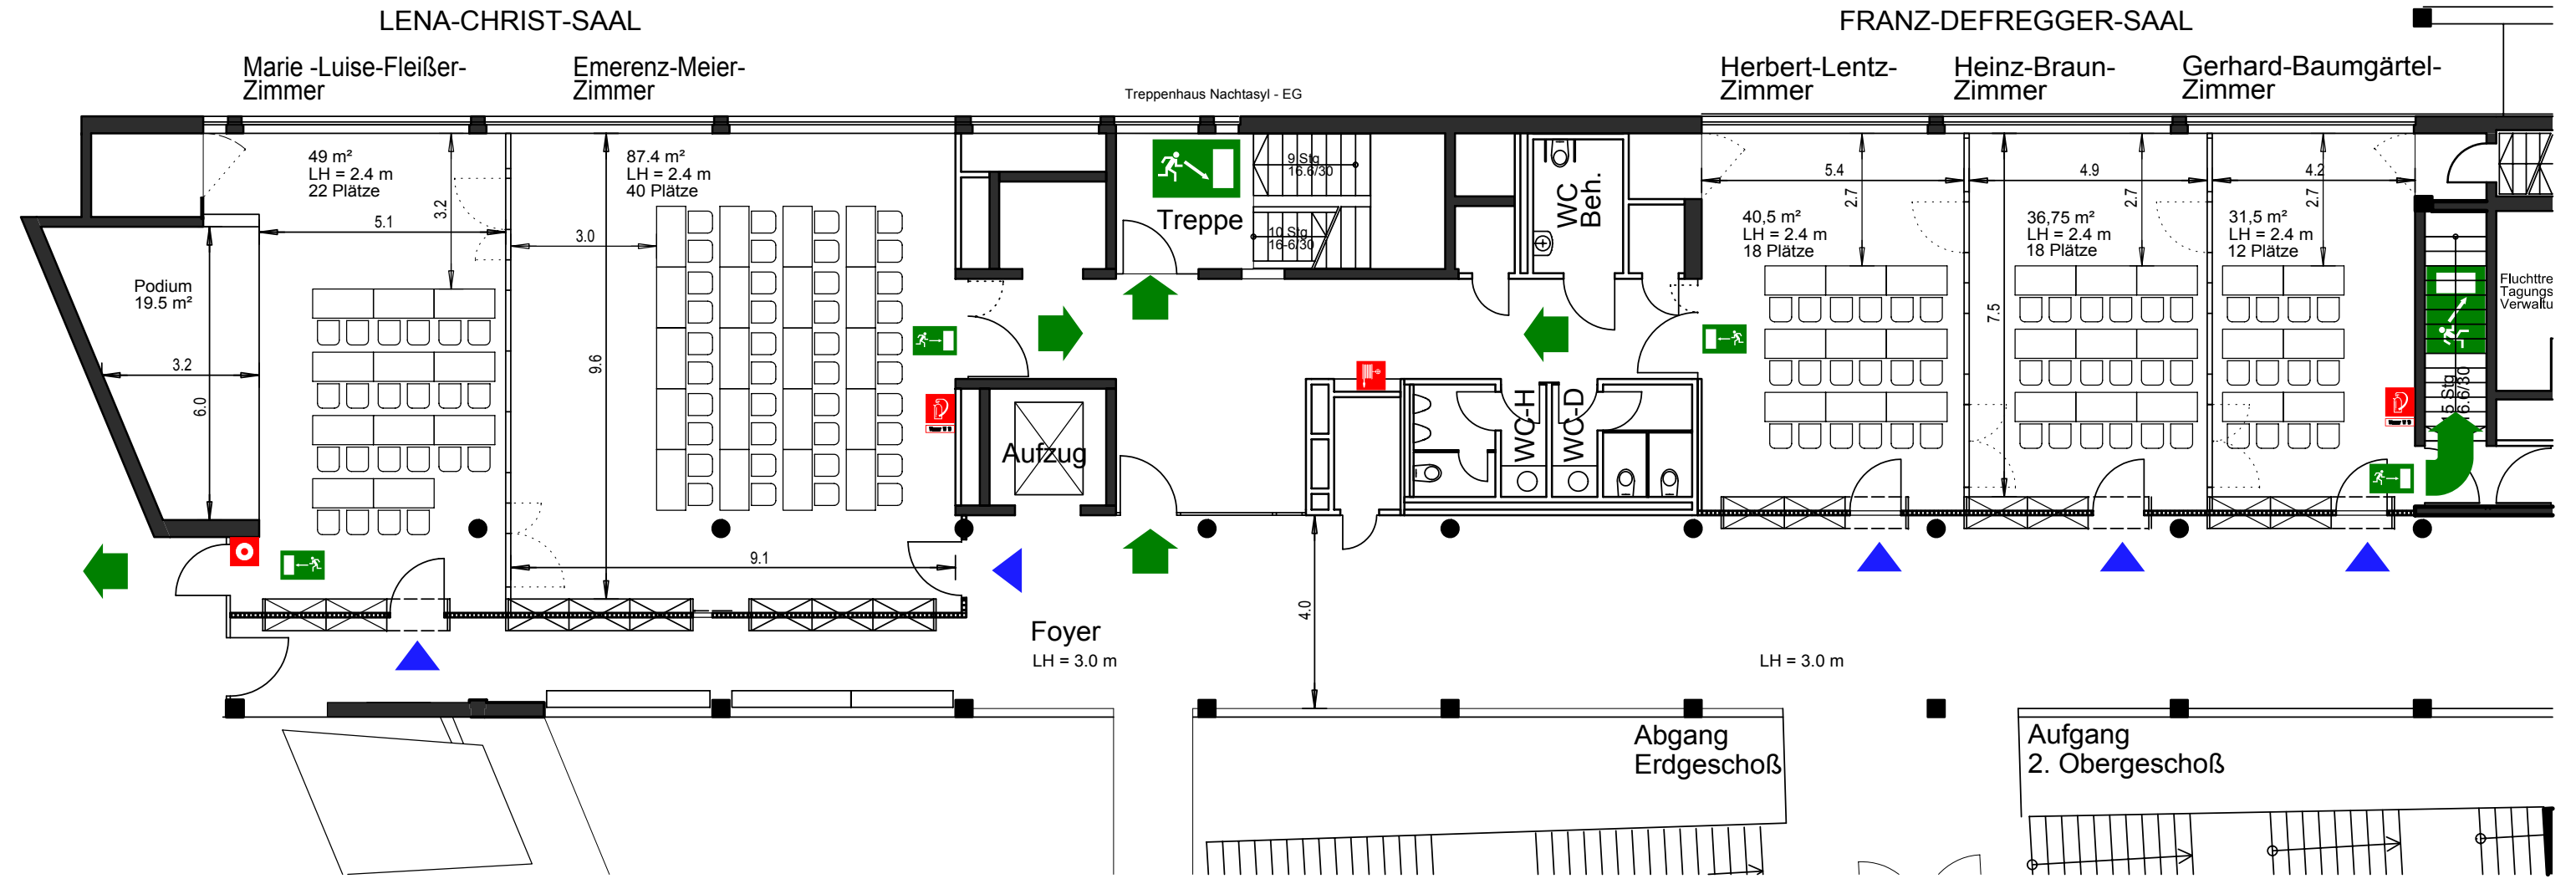 LENA-CHRIST-SAAL
FRANZ-DEFREGGER-SAAL
Marie -Luise-Fleißer-
Zimmer
Emerenz-Meier-
Zimmer
Treppenhaus Nachtasyl - EG
Herbert-Lentz-
Zimmer
Heinz-Braun-
Zimmer
Gerhard-Baumgärtel-
Zimmer
49 m²
LH = 2.4 m
22 Plätze
3.2
5.1
87.4 m²
LH = 2.4 m
40 Plätze
3.0
9.6
9.1
Podium
19.5 m²
3.2
6.0
Treppe
9 Stg
16.6/30
10 Stg
16-6/30
WC
Beh.
5.4
2.7
40,5 m²
LH = 2.4 m
18 Plätze
4.9
2.7
36,75 m²
LH = 2.4 m
18 Plätze
7.5
4.2
2.7
31,5 m²
LH = 2.4 m
12 Plätze
Fluchttre
Tagungs
Verwaltu
15 Stg
16.6/30
Aufzug
WC-H
WC-D
4.0
Foyer
LH = 3.0 m
LH = 3.0 m
Abgang
Erdgeschoß
Aufgang
2. Obergeschoß